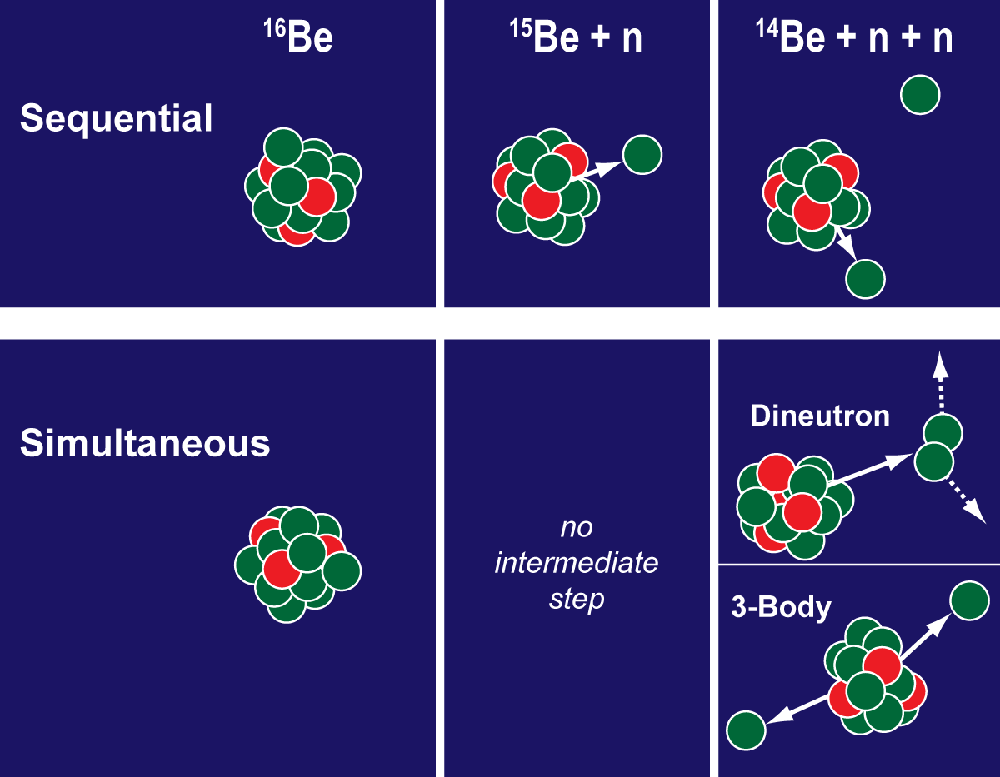 ¹⁶Be
¹⁵Be + n
¹⁴Be + n + n
Sequential
Simultaneous
no
intermediate
step
Dineutron
3-Body